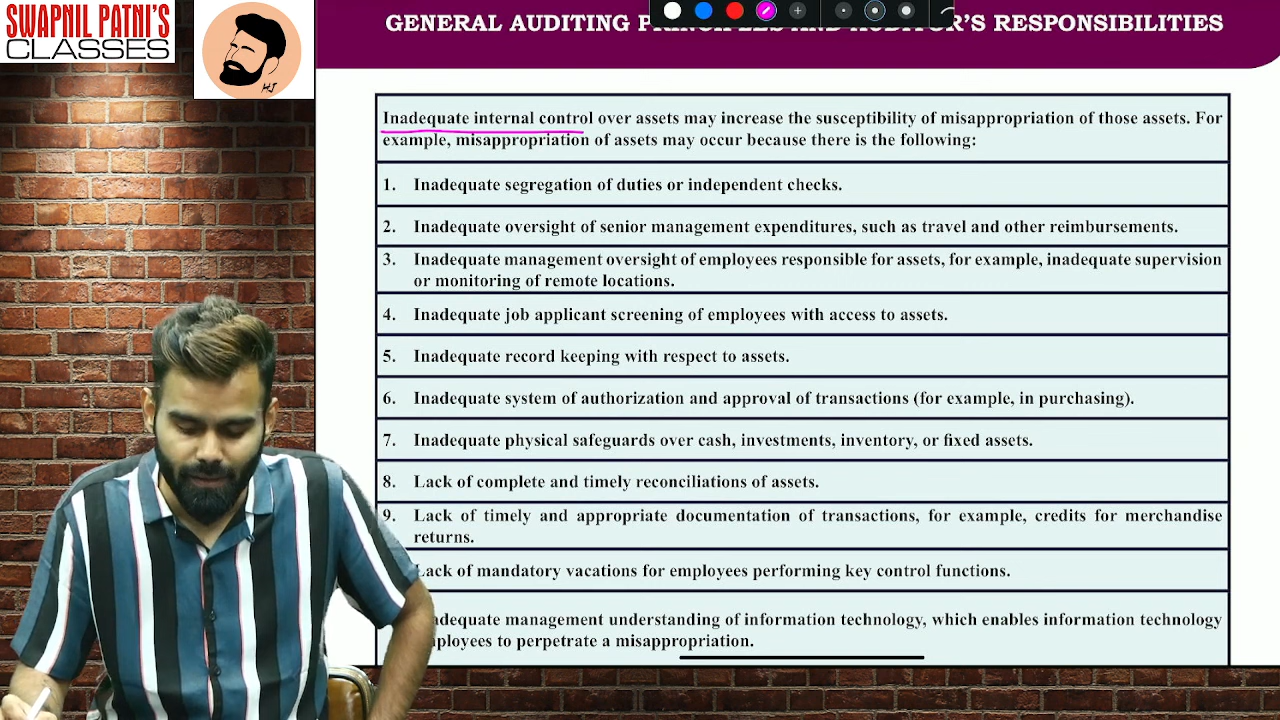 SWAPNIL PATNI'S
CLASSES
HJ
GENERAL AUDITING PRINCIPLES AND AUDITOR'S RESPONSIBILITIES
Inadequate internal control over assets may increase the susceptibility of misappropriation of those assets. For
example, misappropriation of assets may occur because there is the following:
1. Inadequate segregation of duties or independent checks.
2. Inadequate oversight of senior management expenditures, such as travel and other reimbursements.
3. Inadequate management oversight of employees responsible for assets, for example, inadequate supervision
or monitoring of remote locations.
4. Inadequate job applicant screening of employees with access to assets.
5. Inadequate record keeping with respect to assets.
6. Inadequate system of authorization and approval of transactions (for example, in purchasing).
7. Inadequate physical safeguards over cash, investments, inventory, or fixed assets.
8. Lack of complete and timely reconciliations of assets.
9. Lack of timely and appropriate documentation of transactions, for example, credits for merchandise
returns.
Lack of mandatory vacations for employees performing key control functions.
adequate management understanding of information technology, which enables information technology
ployees to perpetrate a misappropriation.